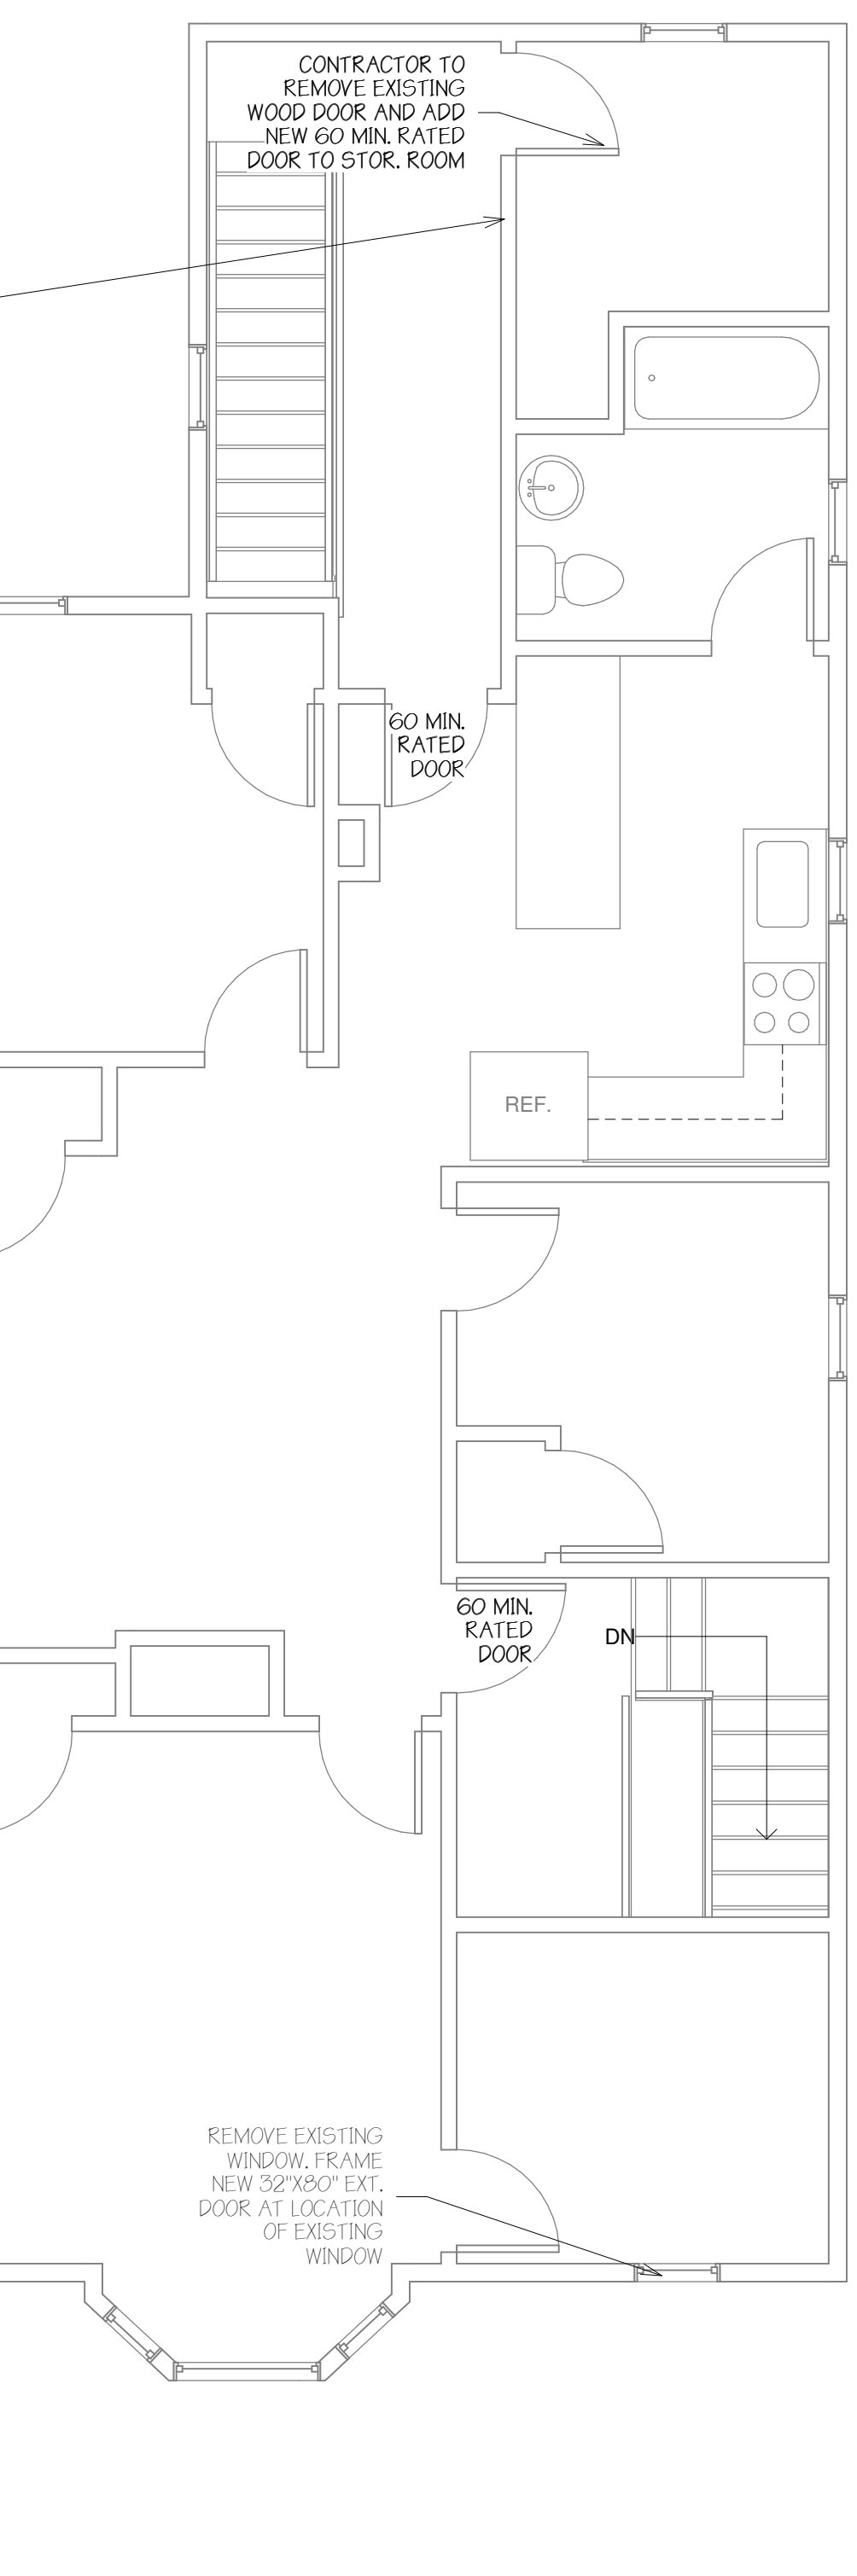 CONTRACTOR TO
REMOVE EXISTING
WOOD DOOR AND ADD
NEW 60 MIN. RATED
DOOR TO STOR. ROOM
60 MIN.
RATED
DOOR
REF.
60 MIN.
RATED
DOOR
DN
REMOVE EXISTING
WINDOW. FRAME
NEW 32"X80" EXT.
DOOR AT LOCATION
OF EXISTING
WINDOW